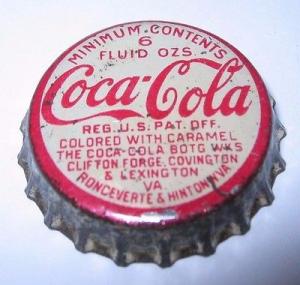 MINIMUM CONTENTS
6
FLUID OZS.
Coca-Cola
REG. U.S. PAT. OFF.
COLORED WITH CARAMEL
THE COCA-COLA BOTG WKS
CLIFTON FORGE, COVINGTON
& LEXINGTON
VA.
RONCEVERTE & HINTON W.VA